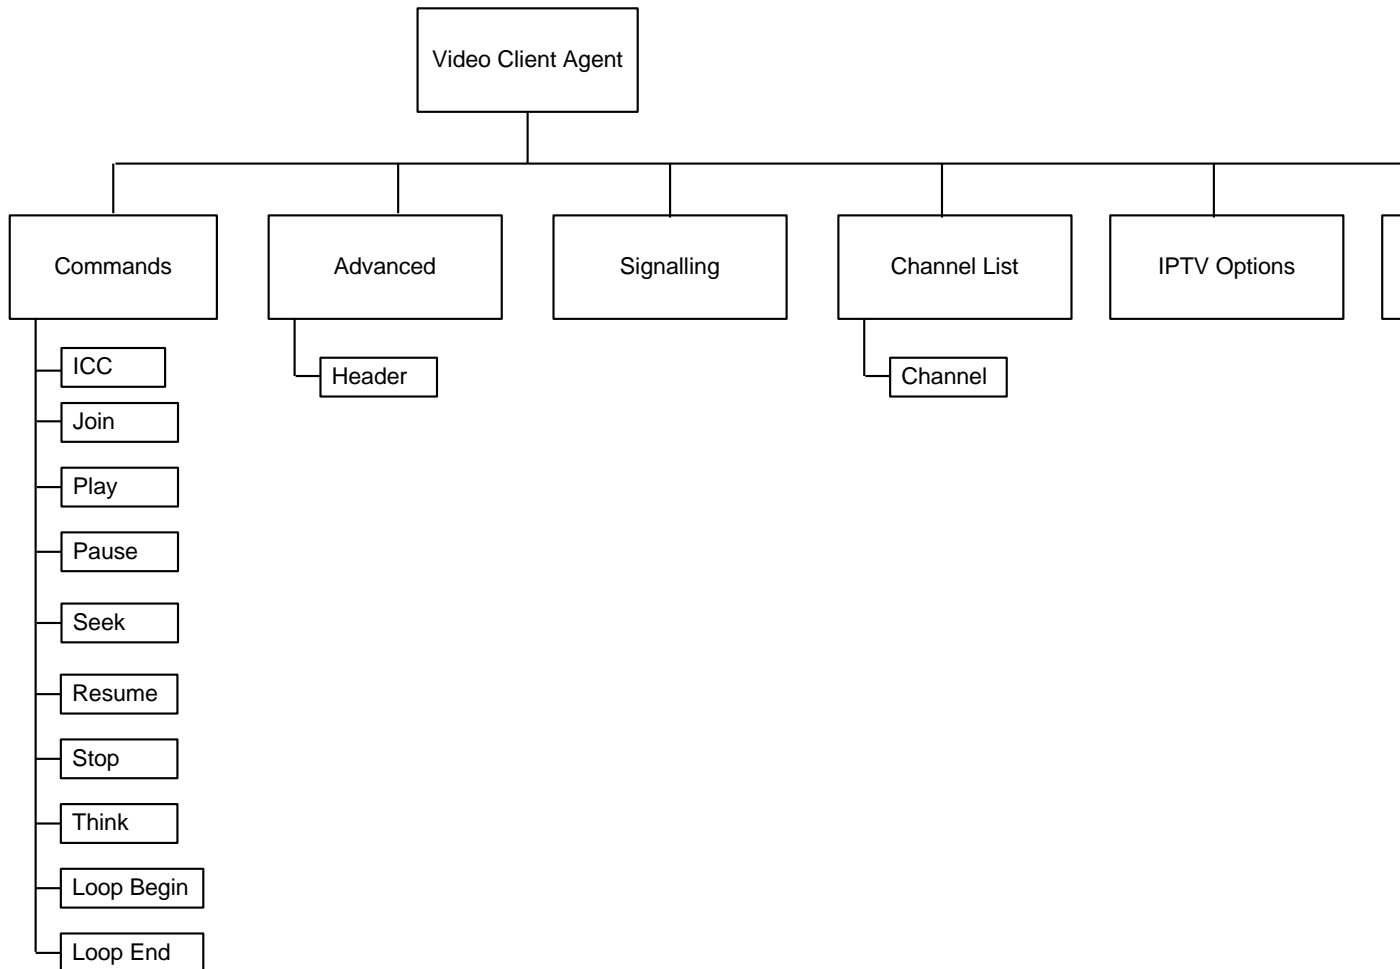 Video Client Agent
Commands
Advanced
Signalling
Channel List
IPTV Options
ICC
Header
Channel
Join
Play
Pause
Seek
Resume
Stop
Think
Loop Begin
Loop End